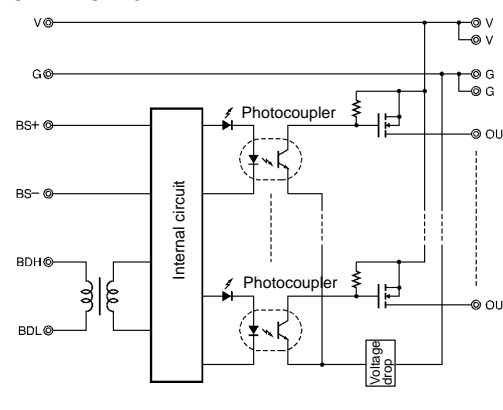 V
V
V
G
G
G
Photocoupler
BS+
OU
BS−
Internal circuit
BDH
Photocoupler
OU
BDL
Voltage
drop